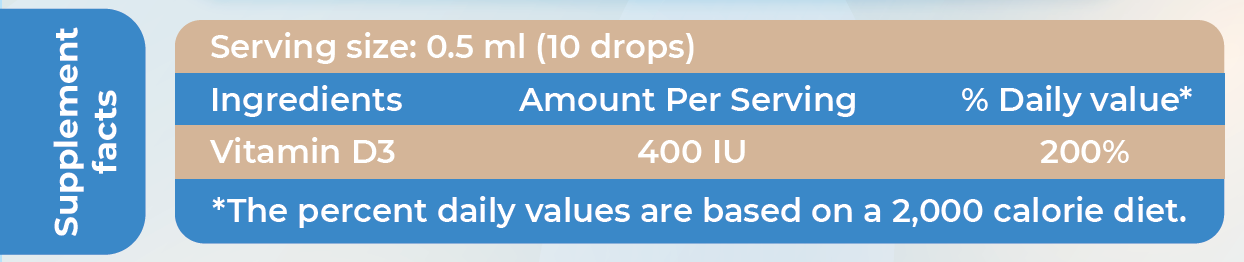 Supplement
facts
Serving size: 0.5 ml (10 drops)
Ingredients Amount Per Serving % Daily value*
Vitamin D3 400 IU 200%
*The percent daily values are based on a 2,000 calorie diet.